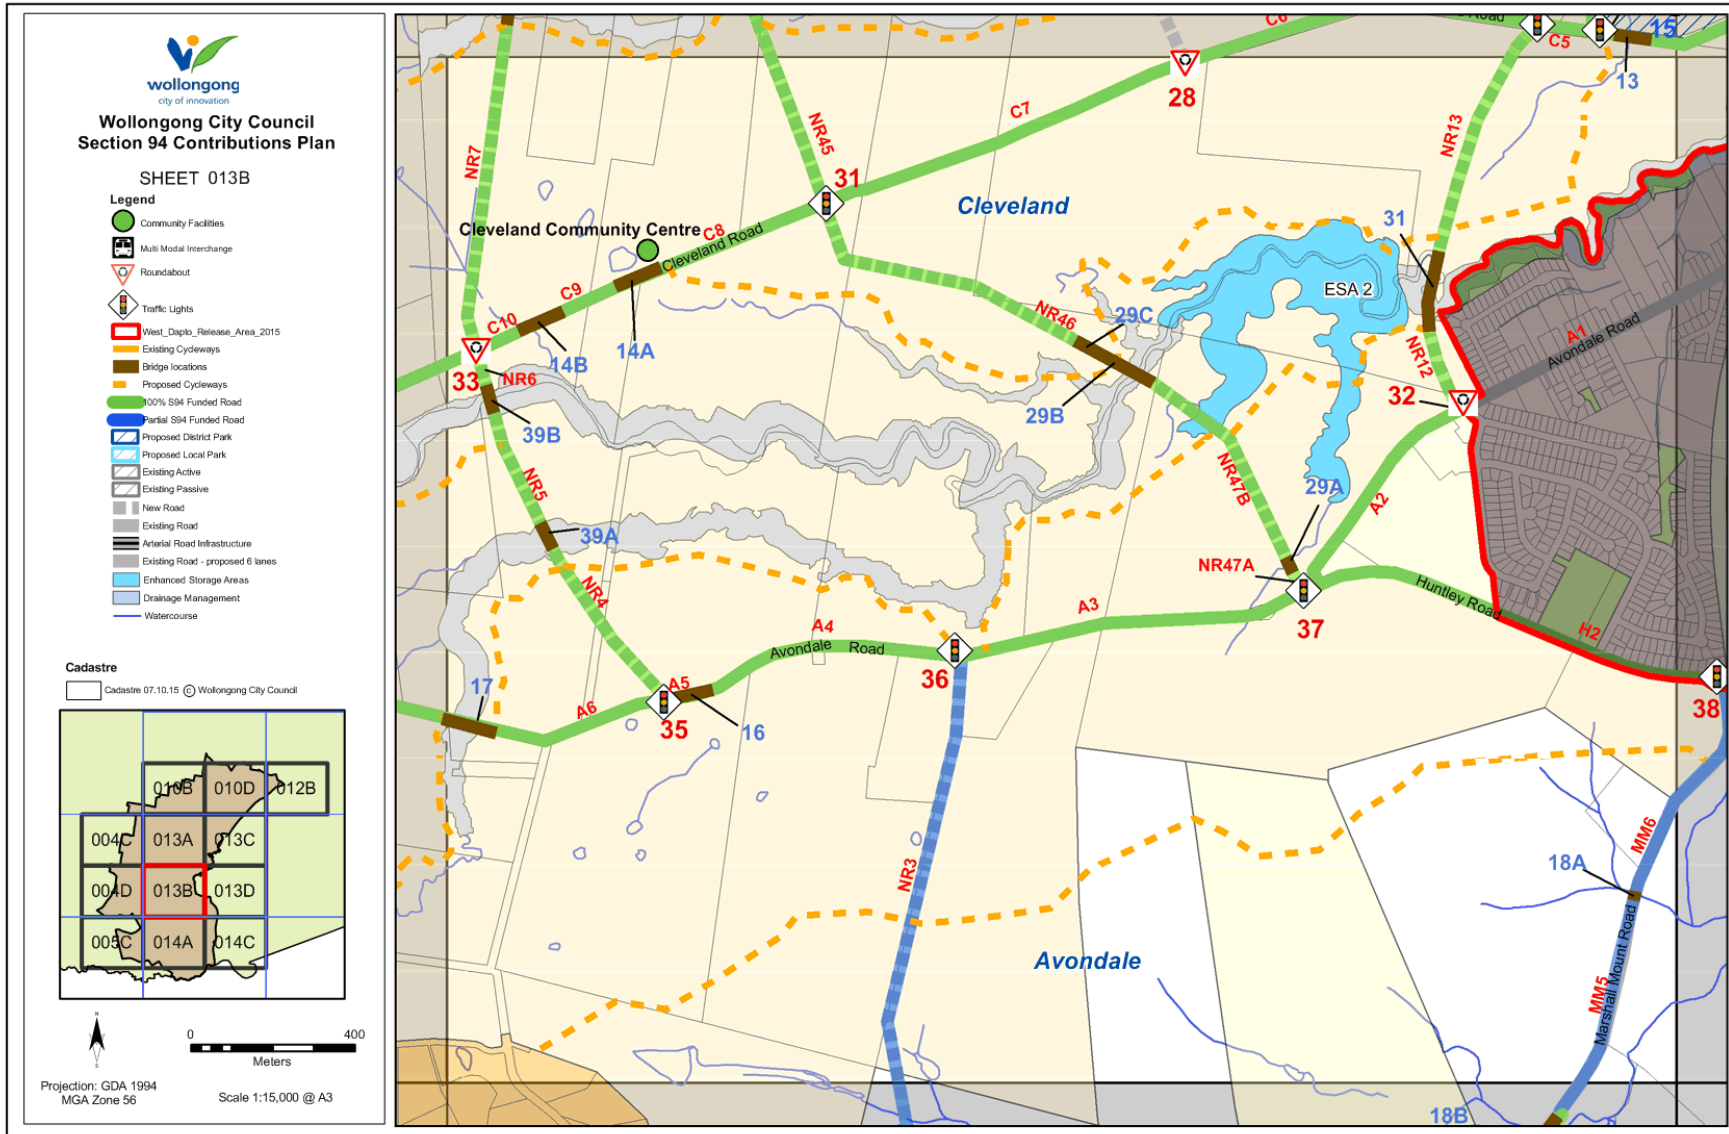 wollongong
city of innovation
Wollongong City Council
Section 94 Contributions Plan
SHEET 013B
Legend
Community Facilities
Multi Modal Interchange
Roundabout
Traffic Lights
West_Dapto_Release_Area_2015
Existing Cycleways
Bridge locations
Proposed Cycleways
100% S94 Funded Road
Partial S94 Funded Road
Proposed District Park
Proposed Local Park
Existing Active
Existing Passive
New Road
Existing Road
Arterial Road Infrastructure
Existing Road - proposed 6 lanes
Enhanced Storage Areas
Drainage Management
Watercourse
Cadastre
Cadastre 07.10.15 © Wollongong City Council
010B 010D 012B
004C 013A 013C
004D 013B 013D
005C 014A 014C
0 400
Meters
Projection: GDA 1994
MGA Zone 56
Scale 1:15,000 @ A3
C6
Road
C5
15
13
28
C7
NR45
NR7
NR13
31
Cleveland
31
Cleveland Community Centre
C8
Cleveland Road
ESA 2
C9
C10
14B
14A
NR46
29C
NR12
A1
Avondale Road
33
NR6
32
29B
39B
NR5
NR47B
29A
A2
39A
NR47A
NR4
Huntley Road
A3
37
H2
A4
Avondale Road
36
A5
A6
35
16
17
38
MM6
18A
NR3
Avondale
MM5
Marshall Mount Road
18B